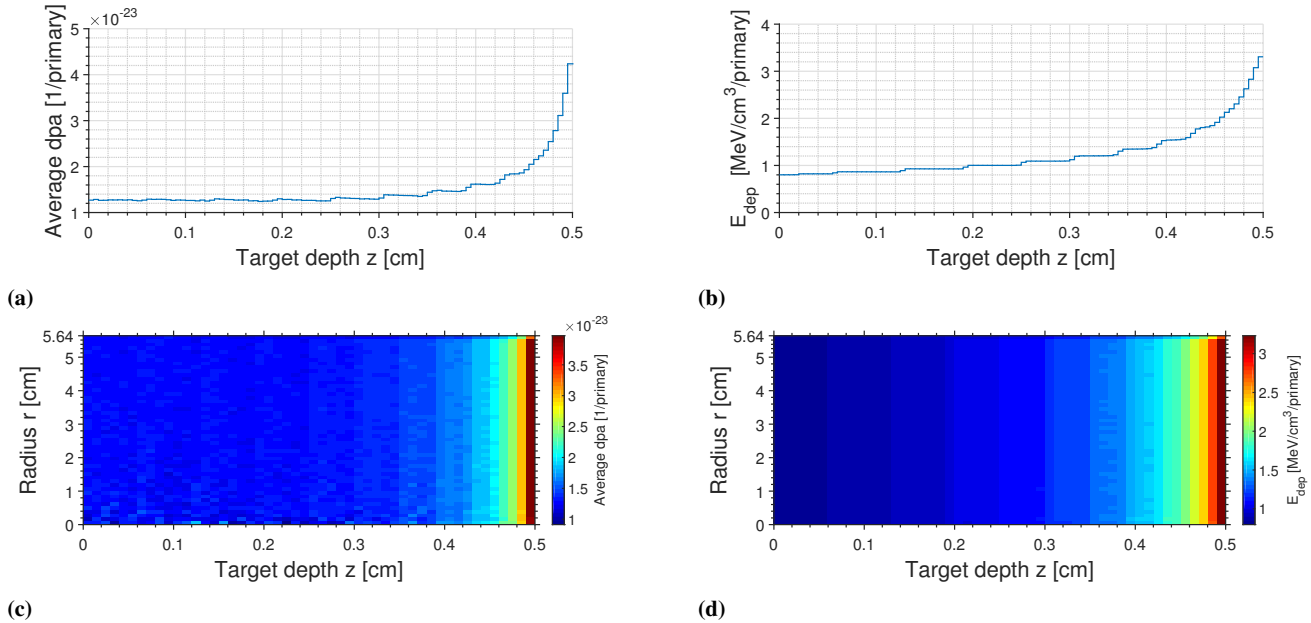 ×10^-23
Average dpa [1/primary]
5
4
3
2
1
0 0.1 0.2 0.3 0.4 0.5
Target depth z [cm]
(a)
E_dep [MeV/cm^3/primary]
4
3
2
1
0
0 0.1 0.2 0.3 0.4 0.5
Target depth z [cm]
(b)
Radius r [cm]
5.64
5
4
3
2
1
0
0 0.1 0.2 0.3 0.4 0.5
Target depth z [cm]
×10^-23
3.5
3
2.5
2
1.5
1
Average dpa [1/primary]
(c)
Radius r [cm]
5.64
5
4
3
2
1
0
0 0.1 0.2 0.3 0.4 0.5
Target depth z [cm]
3
2.5
2
1.5
1
E_dep [MeV/cm^3/primary]
(d)